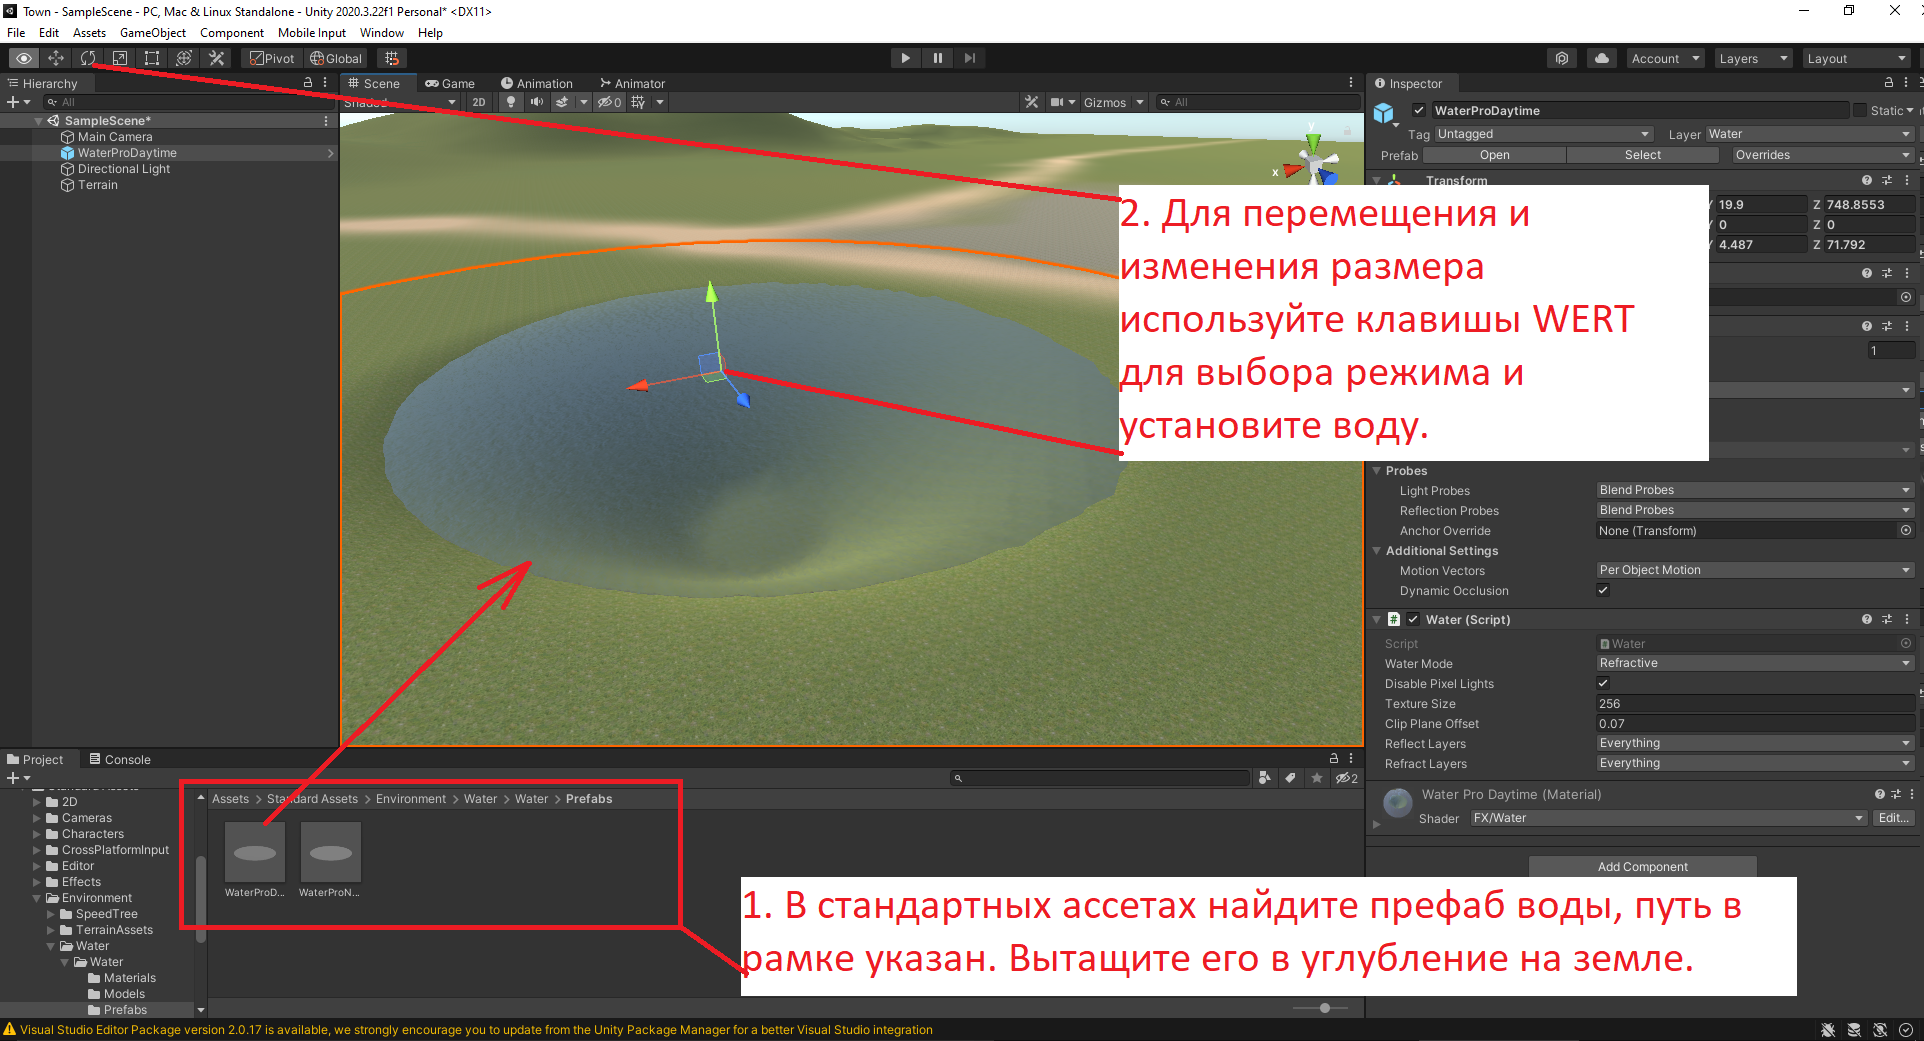 Town - SampleScene - PC, Mac & Linux Standalone - Unity 2020.3.22f1 Personal* <DX11>
File Edit Assets GameObject Component Mobile Input Window Help
Pivot Global Account Layers Layout
Hierarchy
All
SampleScene*
Main Camera
WaterProDaytime
Directional Light
Terrain
Scene Game Animation Animator
2D 0 Gizmos All
y
x
2. Для перемещения и
изменения размера
используйте клавишы WERT
для выбора режима и
установите воду.
Inspector
WaterProDaytime Static
Tag Untagged Layer Water
Prefab Open Select Overrides
Transform
19.9 Z 748.8553
0 Z 0
4.487 Z 71.792
1
Probes
Light Probes Blend Probes
Reflection Probes Blend Probes
Anchor Override None (Transform)
Additional Settings
Motion Vectors Per Object Motion
Dynamic Occlusion
# Water (Script)
Script Water
Water Mode Refractive
Disable Pixel Lights
Texture Size 256
Clip Plane Offset 0.07
Reflect Layers Everything
Refract Layers Everything
Water Pro Daytime (Material)
Shader FX/Water Edit...
Add Component
Project Console
2
2D
Cameras
Characters
CrossPlatformInput
Editor
Effects
Environment
SpeedTree
TerrainAssets
Water
Water
Materials
Models
Prefabs
Assets > Standard Assets > Environment > Water > Water > Prefabs
WaterProD... WaterProN...
1. В стандартных ассетах найдите префаб воды, путь в
рамке указан. Вытащите его в углубление на земле.
Visual Studio Editor Package version 2.0.17 is available, we strongly encourage you to update from the Unity Package Manager for a better Visual Studio integration